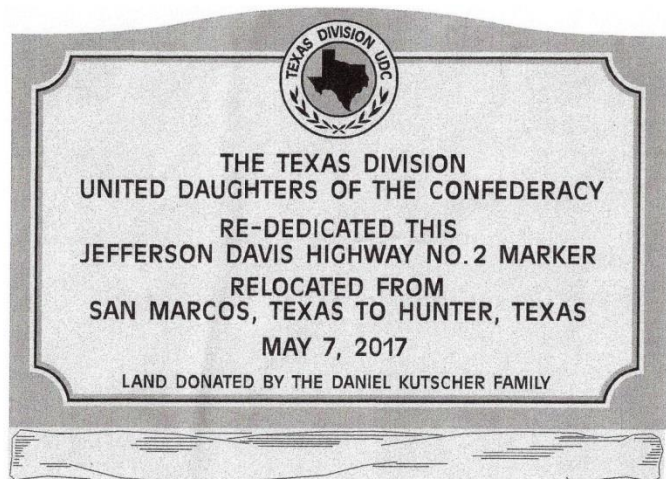 TEXAS DIVISION UDC
THE TEXAS DIVISION
UNITED DAUGHTERS OF THE CONFEDERACY
RE-DEDICATED THIS
JEFFERSON DAVIS HIGHWAY NO. 2 MARKER
RELOCATED FROM
SAN MARCOS, TEXAS TO HUNTER, TEXAS
MAY 7, 2017
LAND DONATED BY THE DANIEL KUTSCHER FAMILY